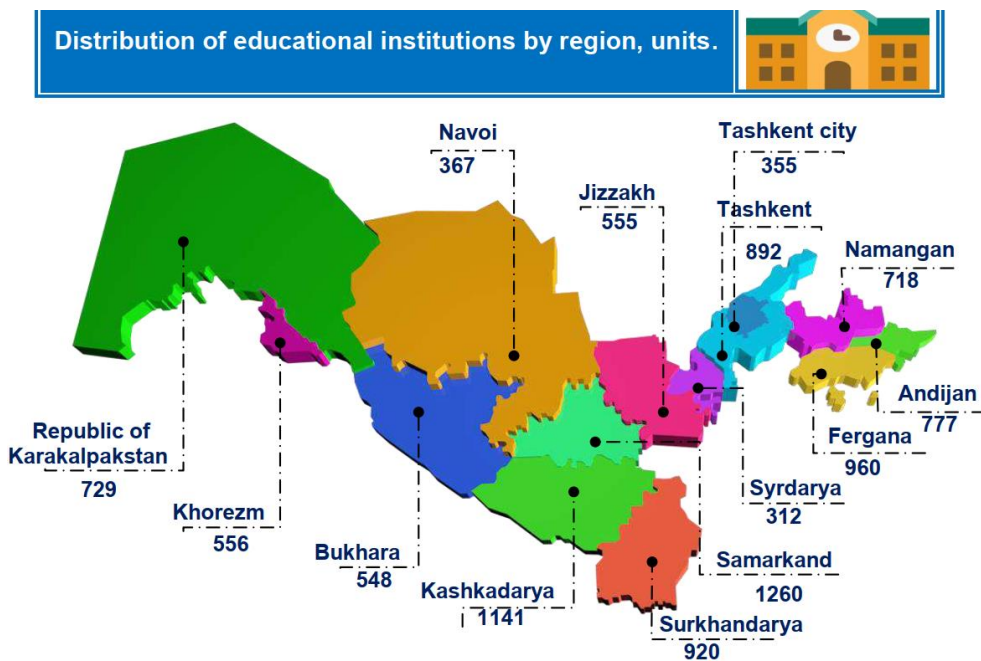 Distribution of educational institutions by region, units.
Navoi
367
Tashkent city
355
Jizzakh
555
Tashkent
892
Namangan
718
Andijan
777
Fergana
960
Republic of
Karakalpakstan
729
Khorezm
556
Bukhara
548
Kashkadarya
1141
Syrdarya
312
Samarkand
1260
Surkhandarya
920